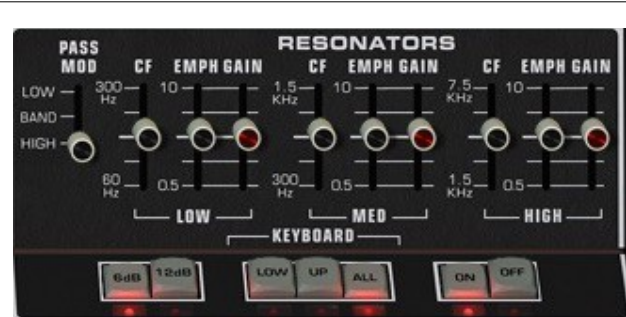 RESONATORS
PASS
MOD
CF EMPH GAIN CF EMPH GAIN CF EMPH GAIN
LOW 300 Hz 10 1.5 KHz 10 7.5 KHz 10
BAND
HIGH
60 Hz 0.5 300 Hz 0.5 1.5 KHz 0.5
LOW MED HIGH
KEYBOARD
6dB 12dB LOW UP ALL ON OFF